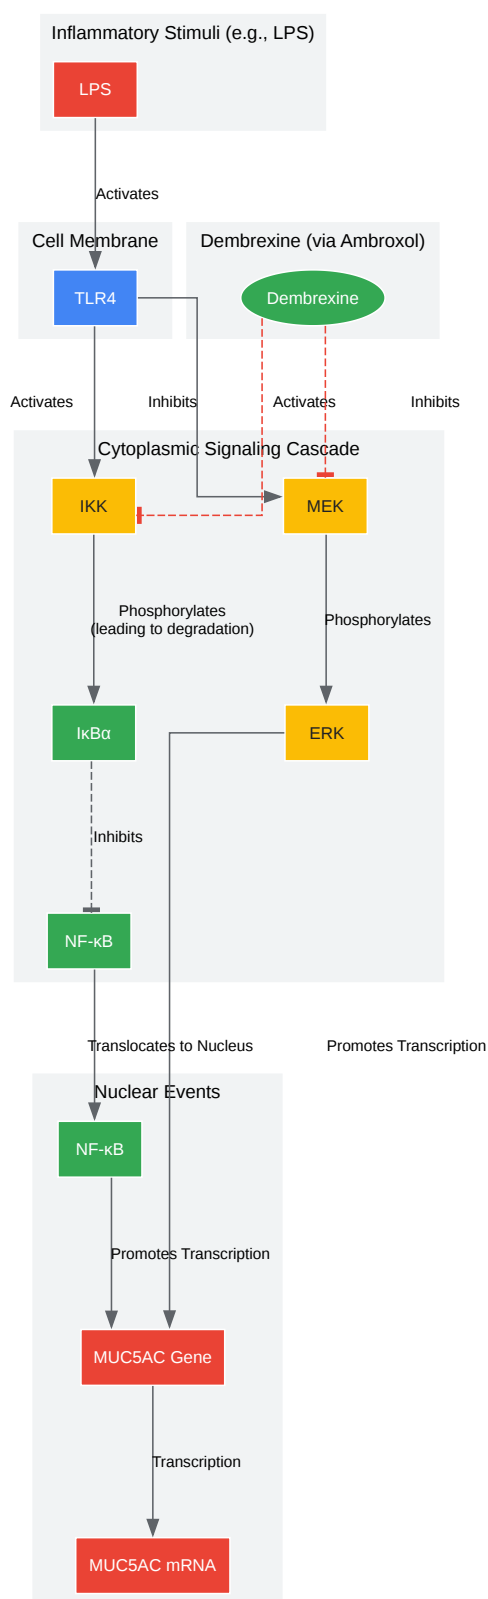 Inflammatory Stimuli (e.g., LPS)
LPS
Activates
Cell Membrane
Dembrexine (via Ambroxol)
TLR4
Dembrexine
Activates
Inhibits
Activates
Inhibits
Cytoplasmic Signaling Cascade
IKK
MEK
Phosphorylates
(leading to degradation)
Phosphorylates
IκBα
ERK
Inhibits
NF-κB
Translocates to Nucleus
Promotes Transcription
Nuclear Events
NF-κB
Promotes Transcription
MUC5AC Gene
Transcription
MUC5AC mRNA